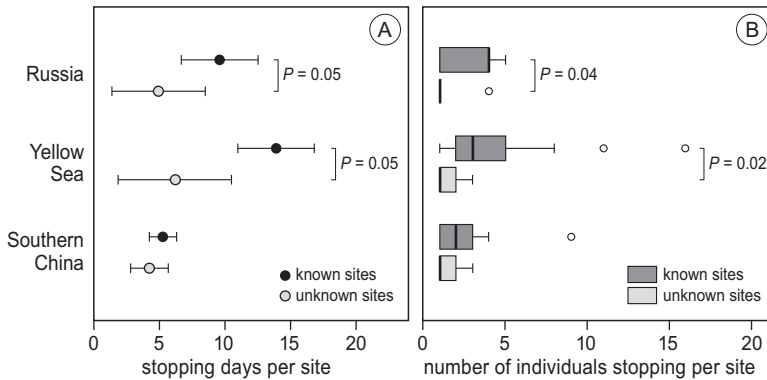 A
B
Russia
P = 0.05
P = 0.04
Yellow
Sea
P = 0.05
P = 0.02
Southern
China
known sites
unknown sites
known sites
unknown sites
0 5 10 15 20
0 5 10 15 20
stopping days per site
number of individuals stopping per site